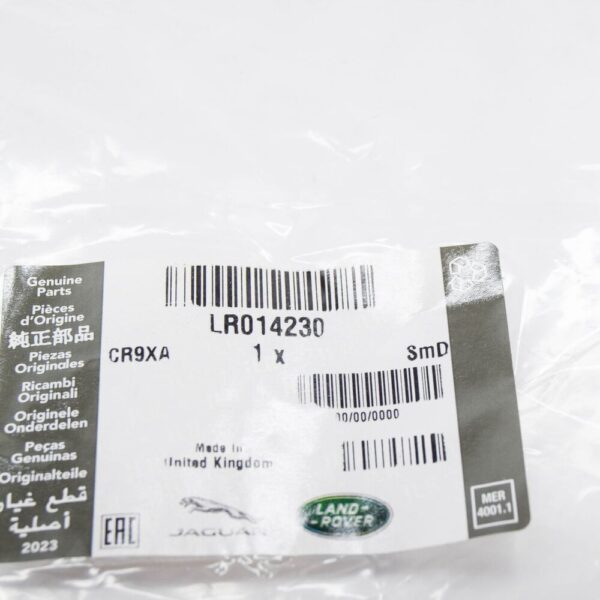 Genuine
Parts
Pièces
d'Origine
純正部品
Piezas
Originales
Ricambi
Originali
Originele
Onderdelen
Peças
Genuínas
Originalteile
قطع غيار
أصلية
2023
LR014230
CR9XA 1 x SmD
00/00/0000
Made In
United Kingdom
EAC
JAGUAR
LAND-
-ROVER
MER
4001.1